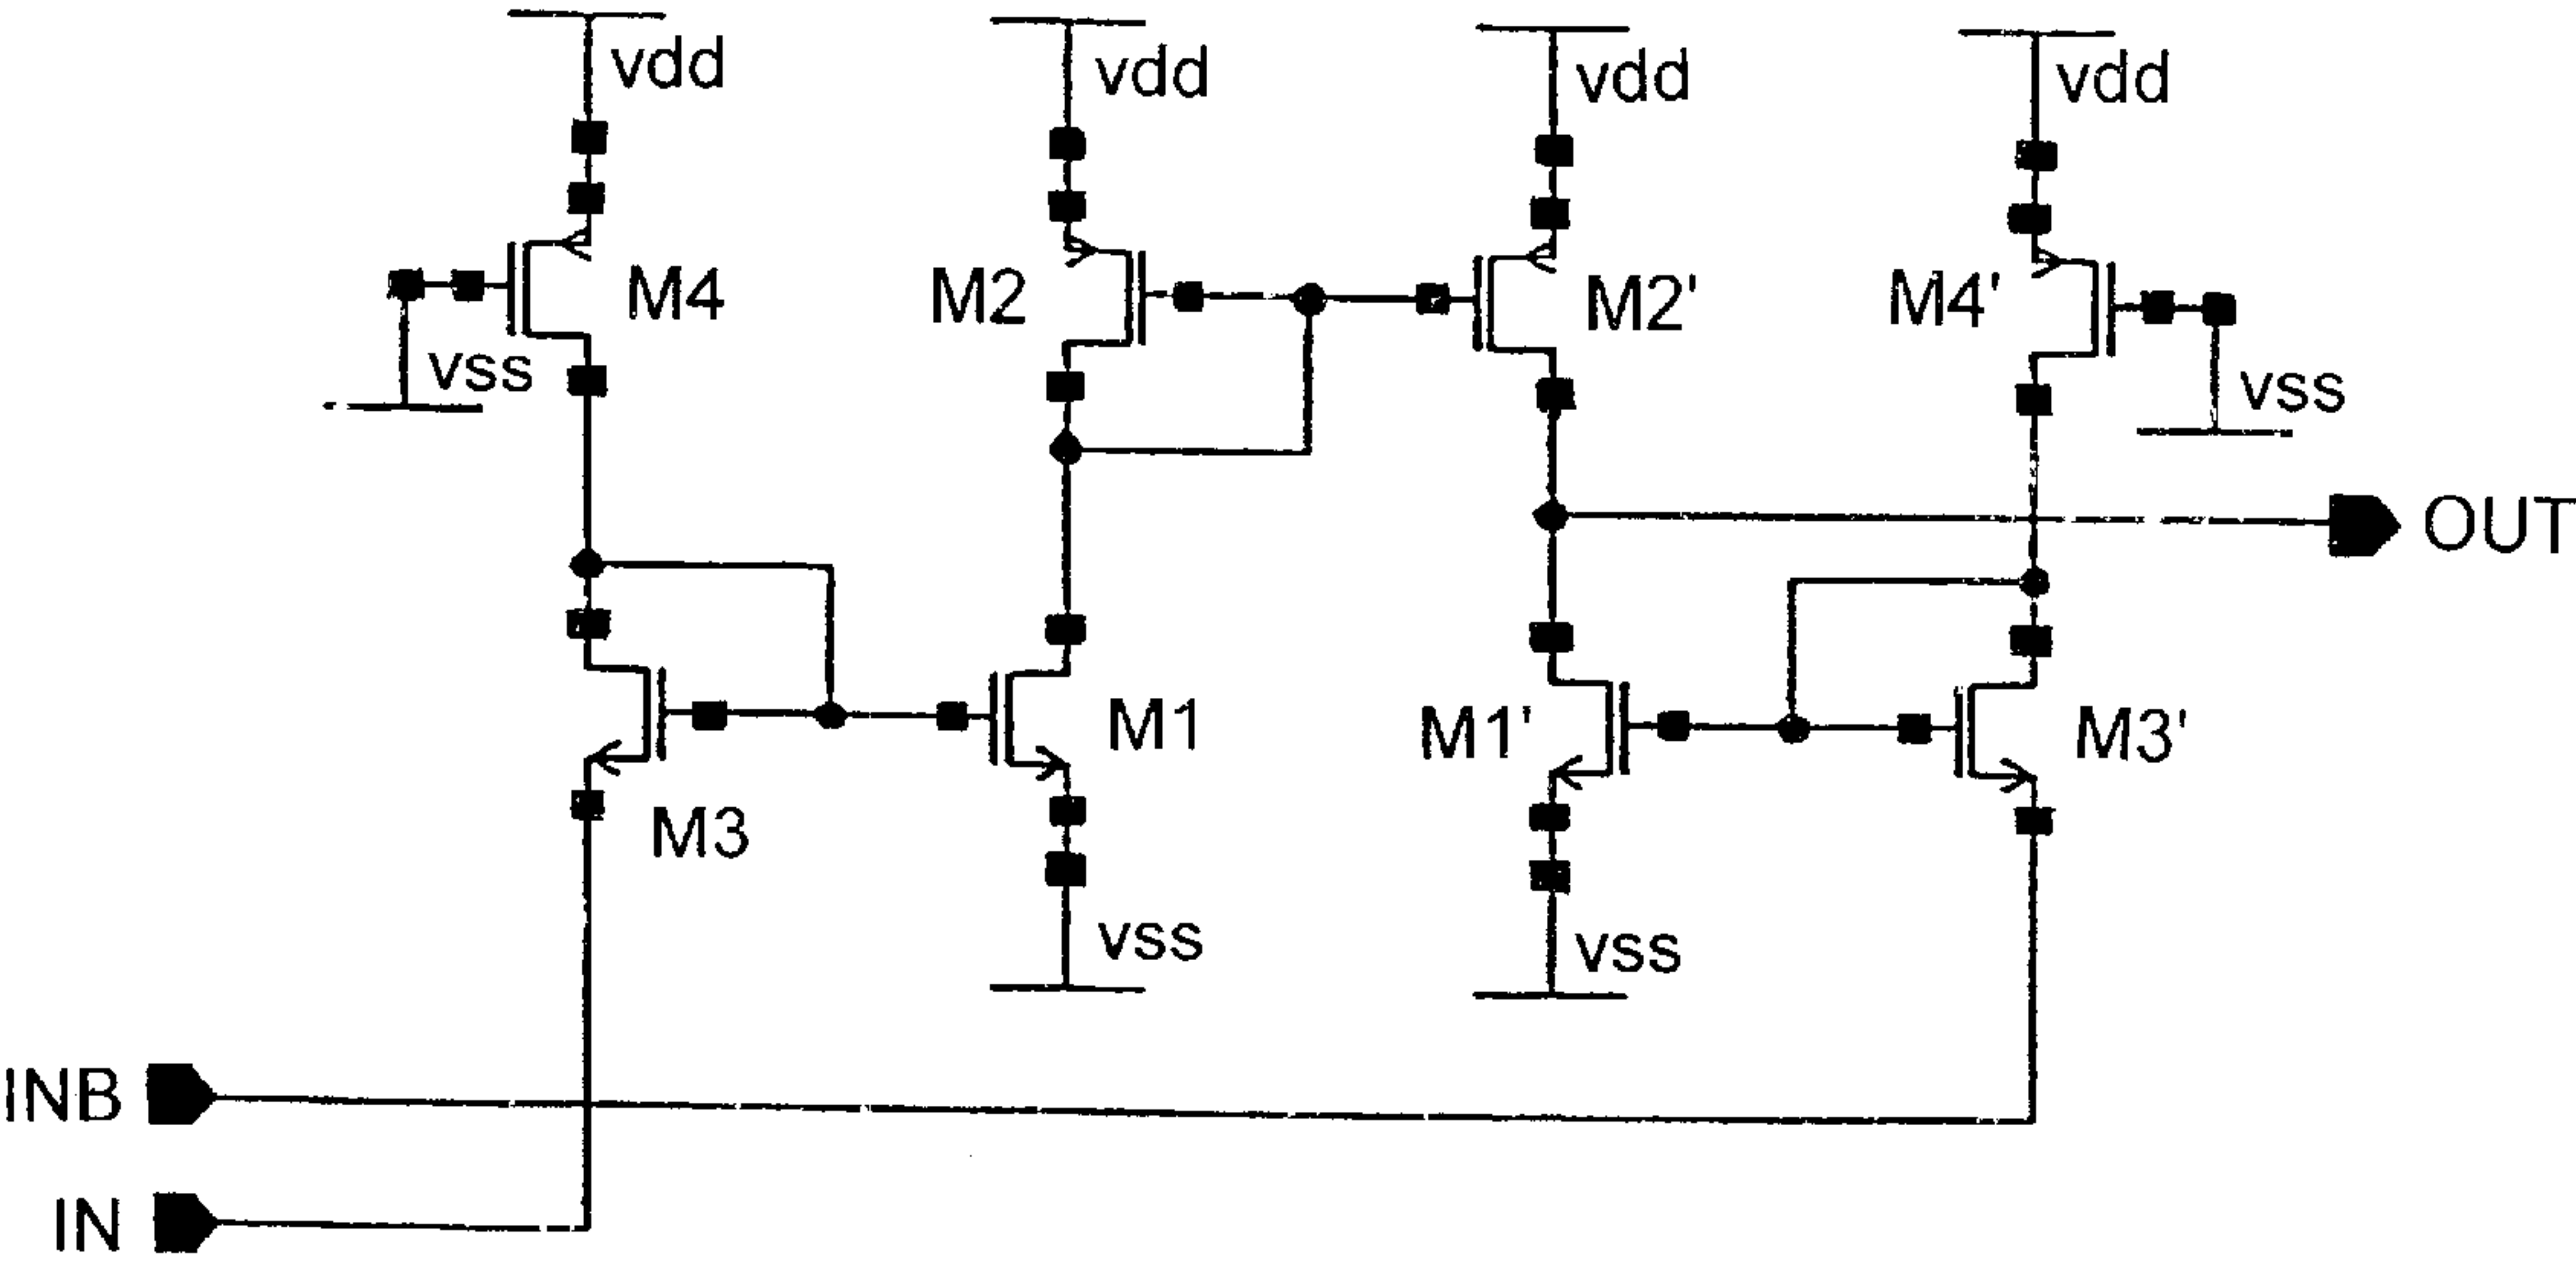 vdd
vdd
vdd
vdd
M4
M2
M2'
M4'
vss
vss
OUT
M1
M1'
M3'
M3
vss
vss
INB
IN